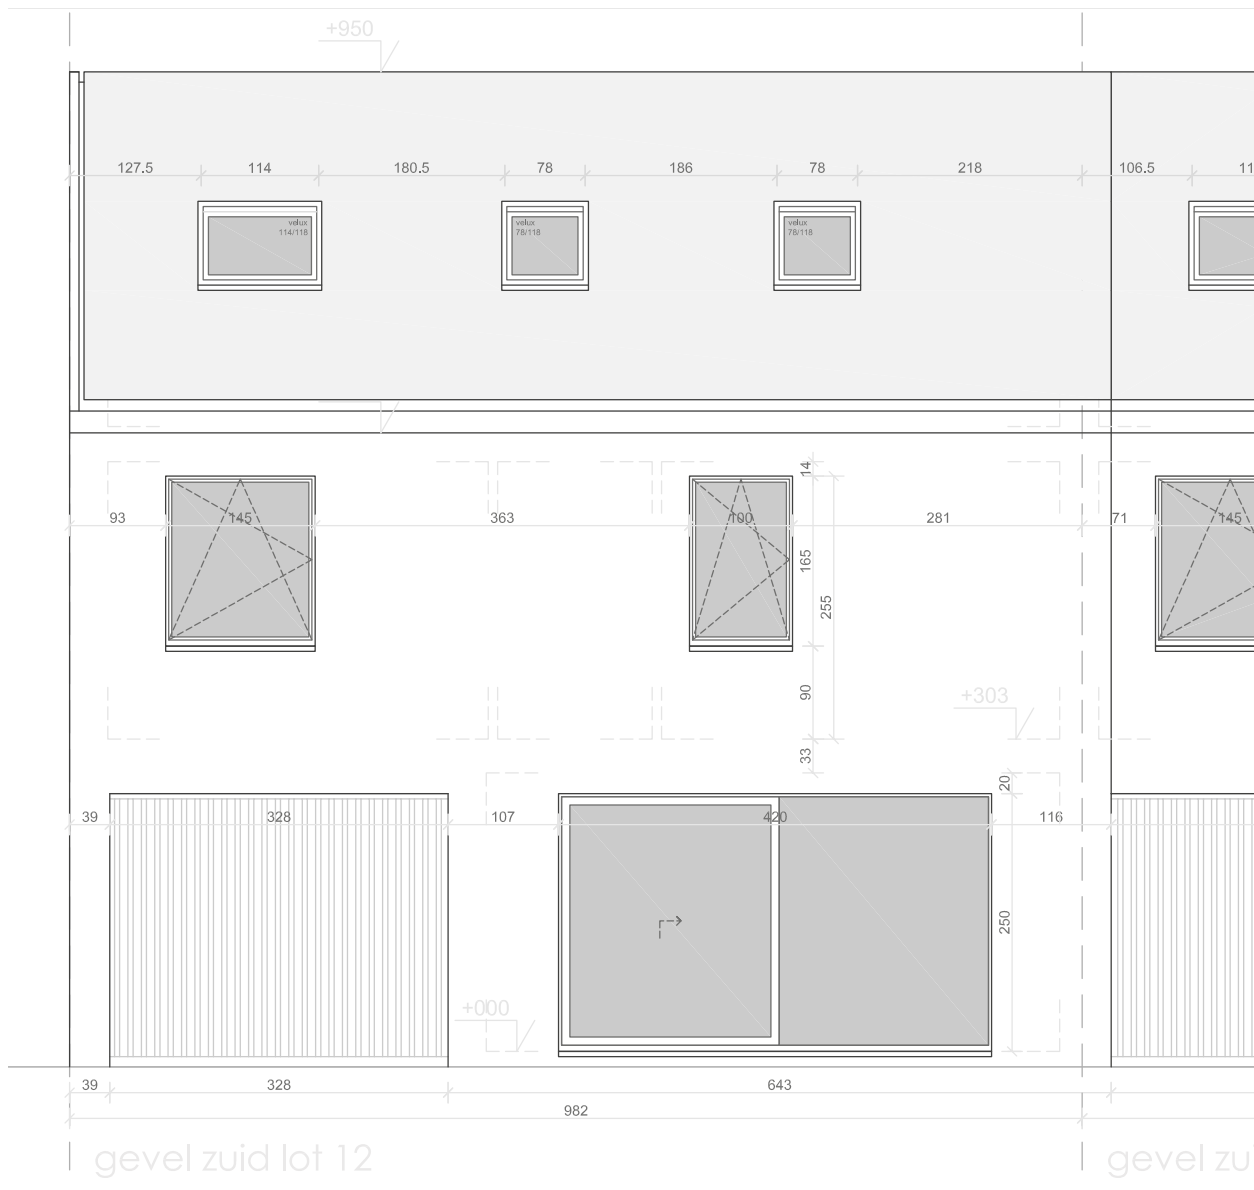 +950
127.5 114 180.5 78 186 78 218 106.5 11
velux
114/118
velux
78/118
velux
78/118
14
93 145 363 100 281 71 145
165
255
90
+303
33
20
39 328 107 420 116
250
+000
39 328 643
982
gevel zuid lot 12 gevel zu